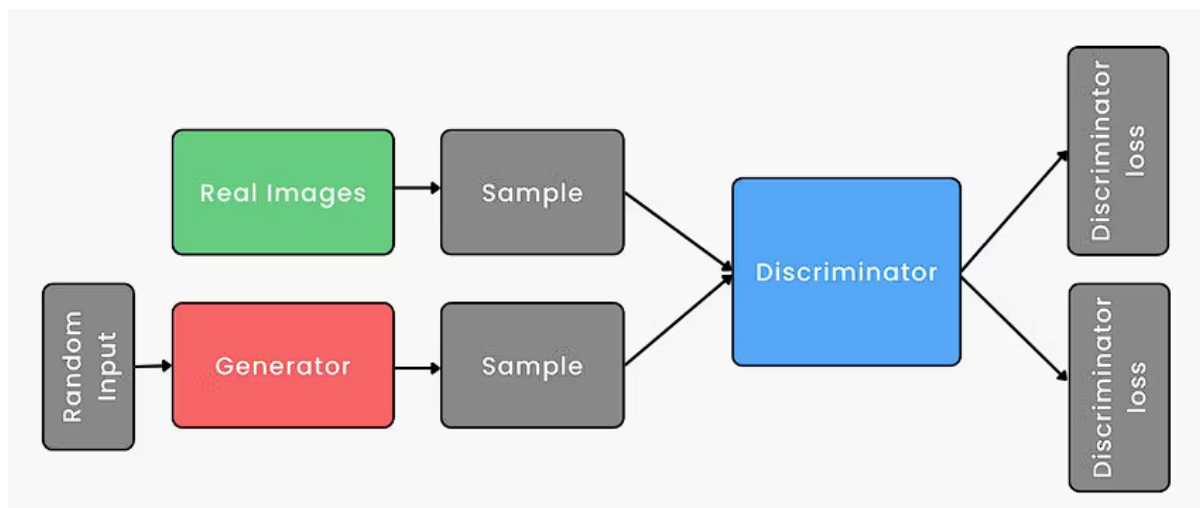 Real Images
Sample
Discriminator
loss
Discriminator
Random
Input
Generator
Sample
Discriminator
loss